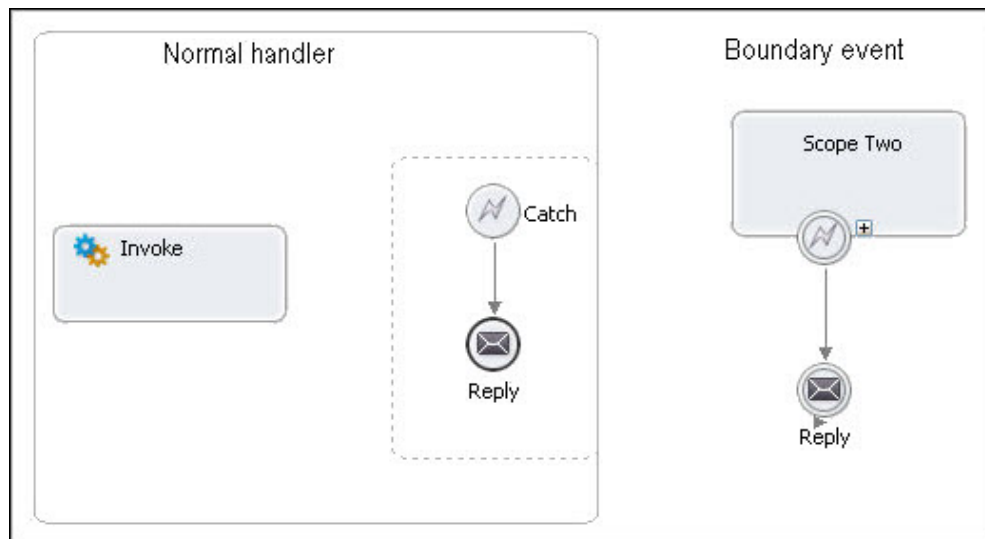 Normal handler
Boundary event
Scope Two
Catch
Invoke
Reply
Reply